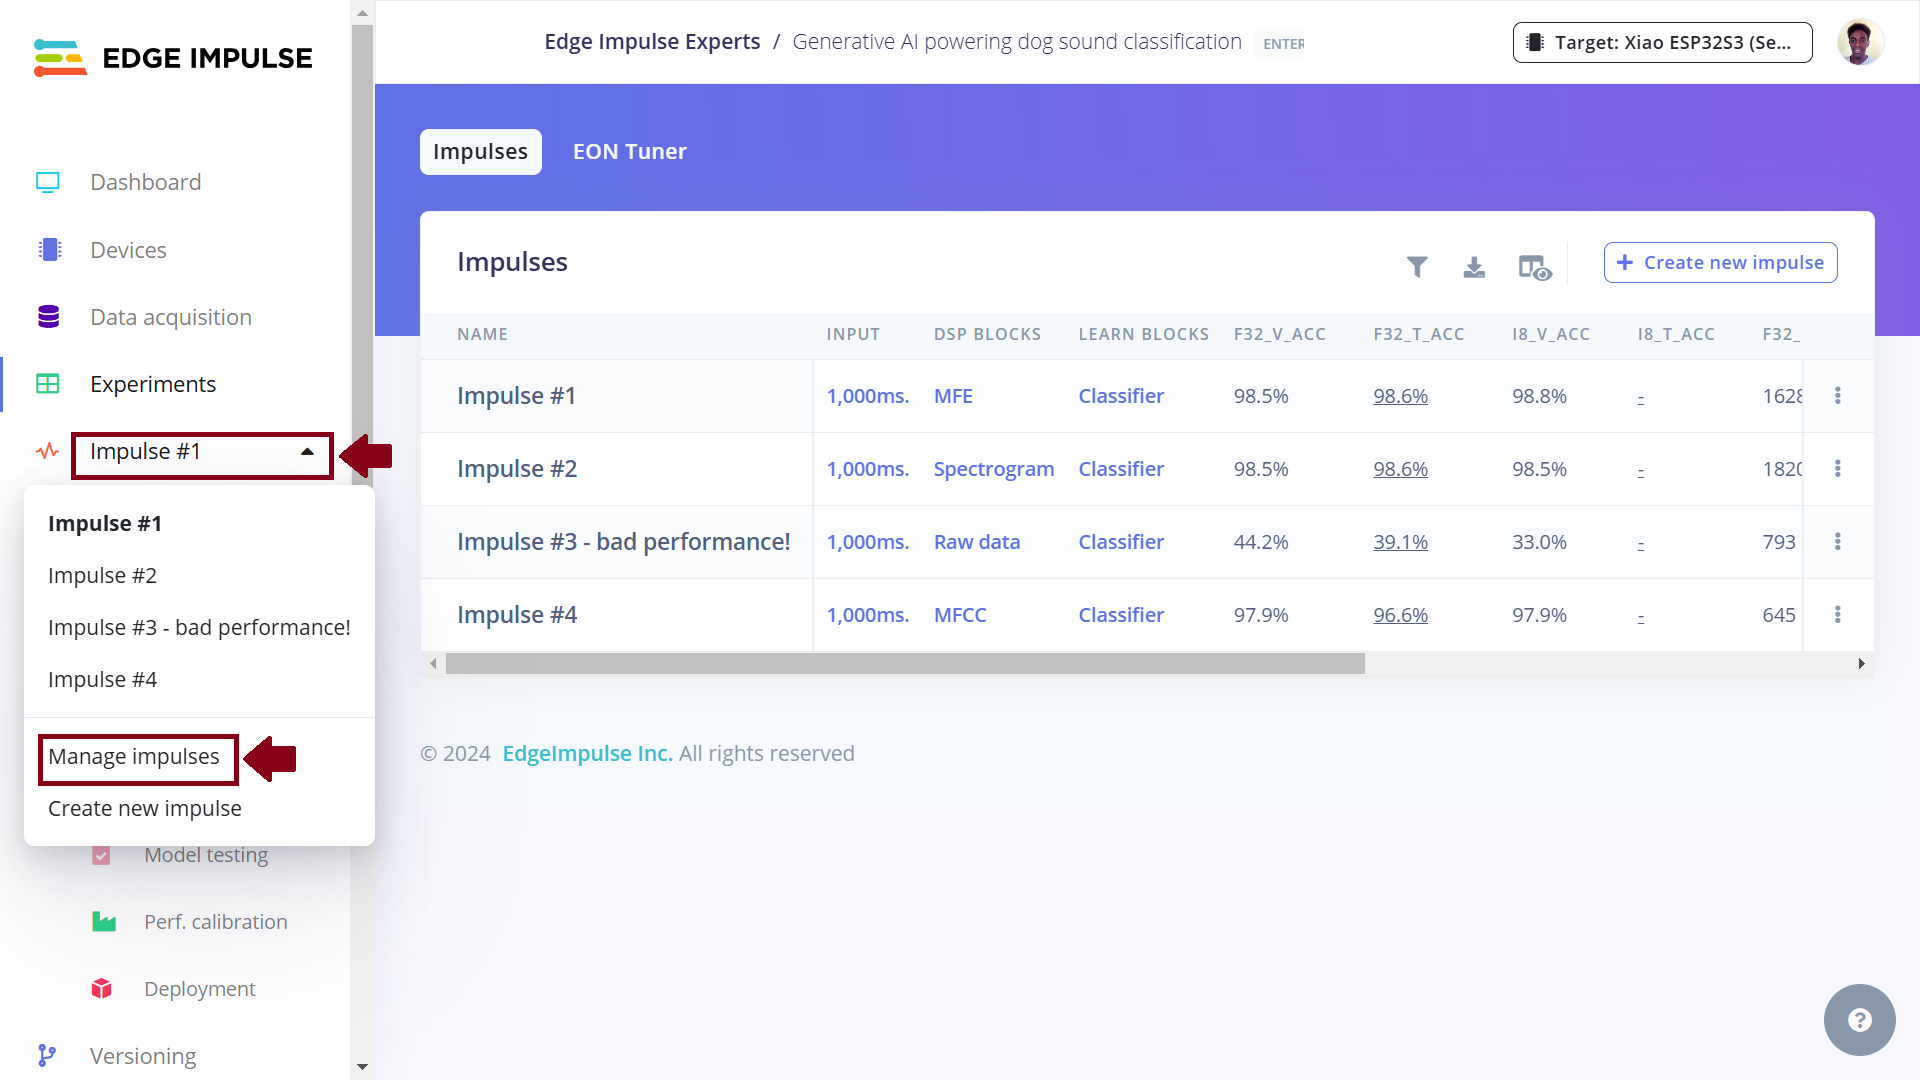 EDGE IMPULSE
Edge Impulse Experts / Generative AI powering dog sound classification
ENTER
Target: Xiao ESP32S3 (Se...
Dashboard
Devices
Data acquisition
Experiments
Impulse #1
Impulse #1
Impulse #2
Impulse #3 - bad performance!
Impulse #4
Manage impulses
Create new impulse
Model testing
Perf. calibration
Deployment
Versioning
Impulses
EON Tuner
Impulses
+ Create new impulse
NAME INPUT DSP BLOCKS LEARN BLOCKS F32_V_ACC F32_T_ACC I8_V_ACC I8_T_ACC F32_
Impulse #1 1,000ms. MFE Classifier 98.5% 98.6% 98.8% - 1628
Impulse #2 1,000ms. Spectrogram Classifier 98.5% 98.6% 98.5% - 1820
Impulse #3 - bad performance! 1,000ms. Raw data Classifier 44.2% 39.1% 33.0% - 793
Impulse #4 1,000ms. MFCC Classifier 97.9% 96.6% 97.9% - 645
© 2024 EdgeImpulse Inc. All rights reserved
?